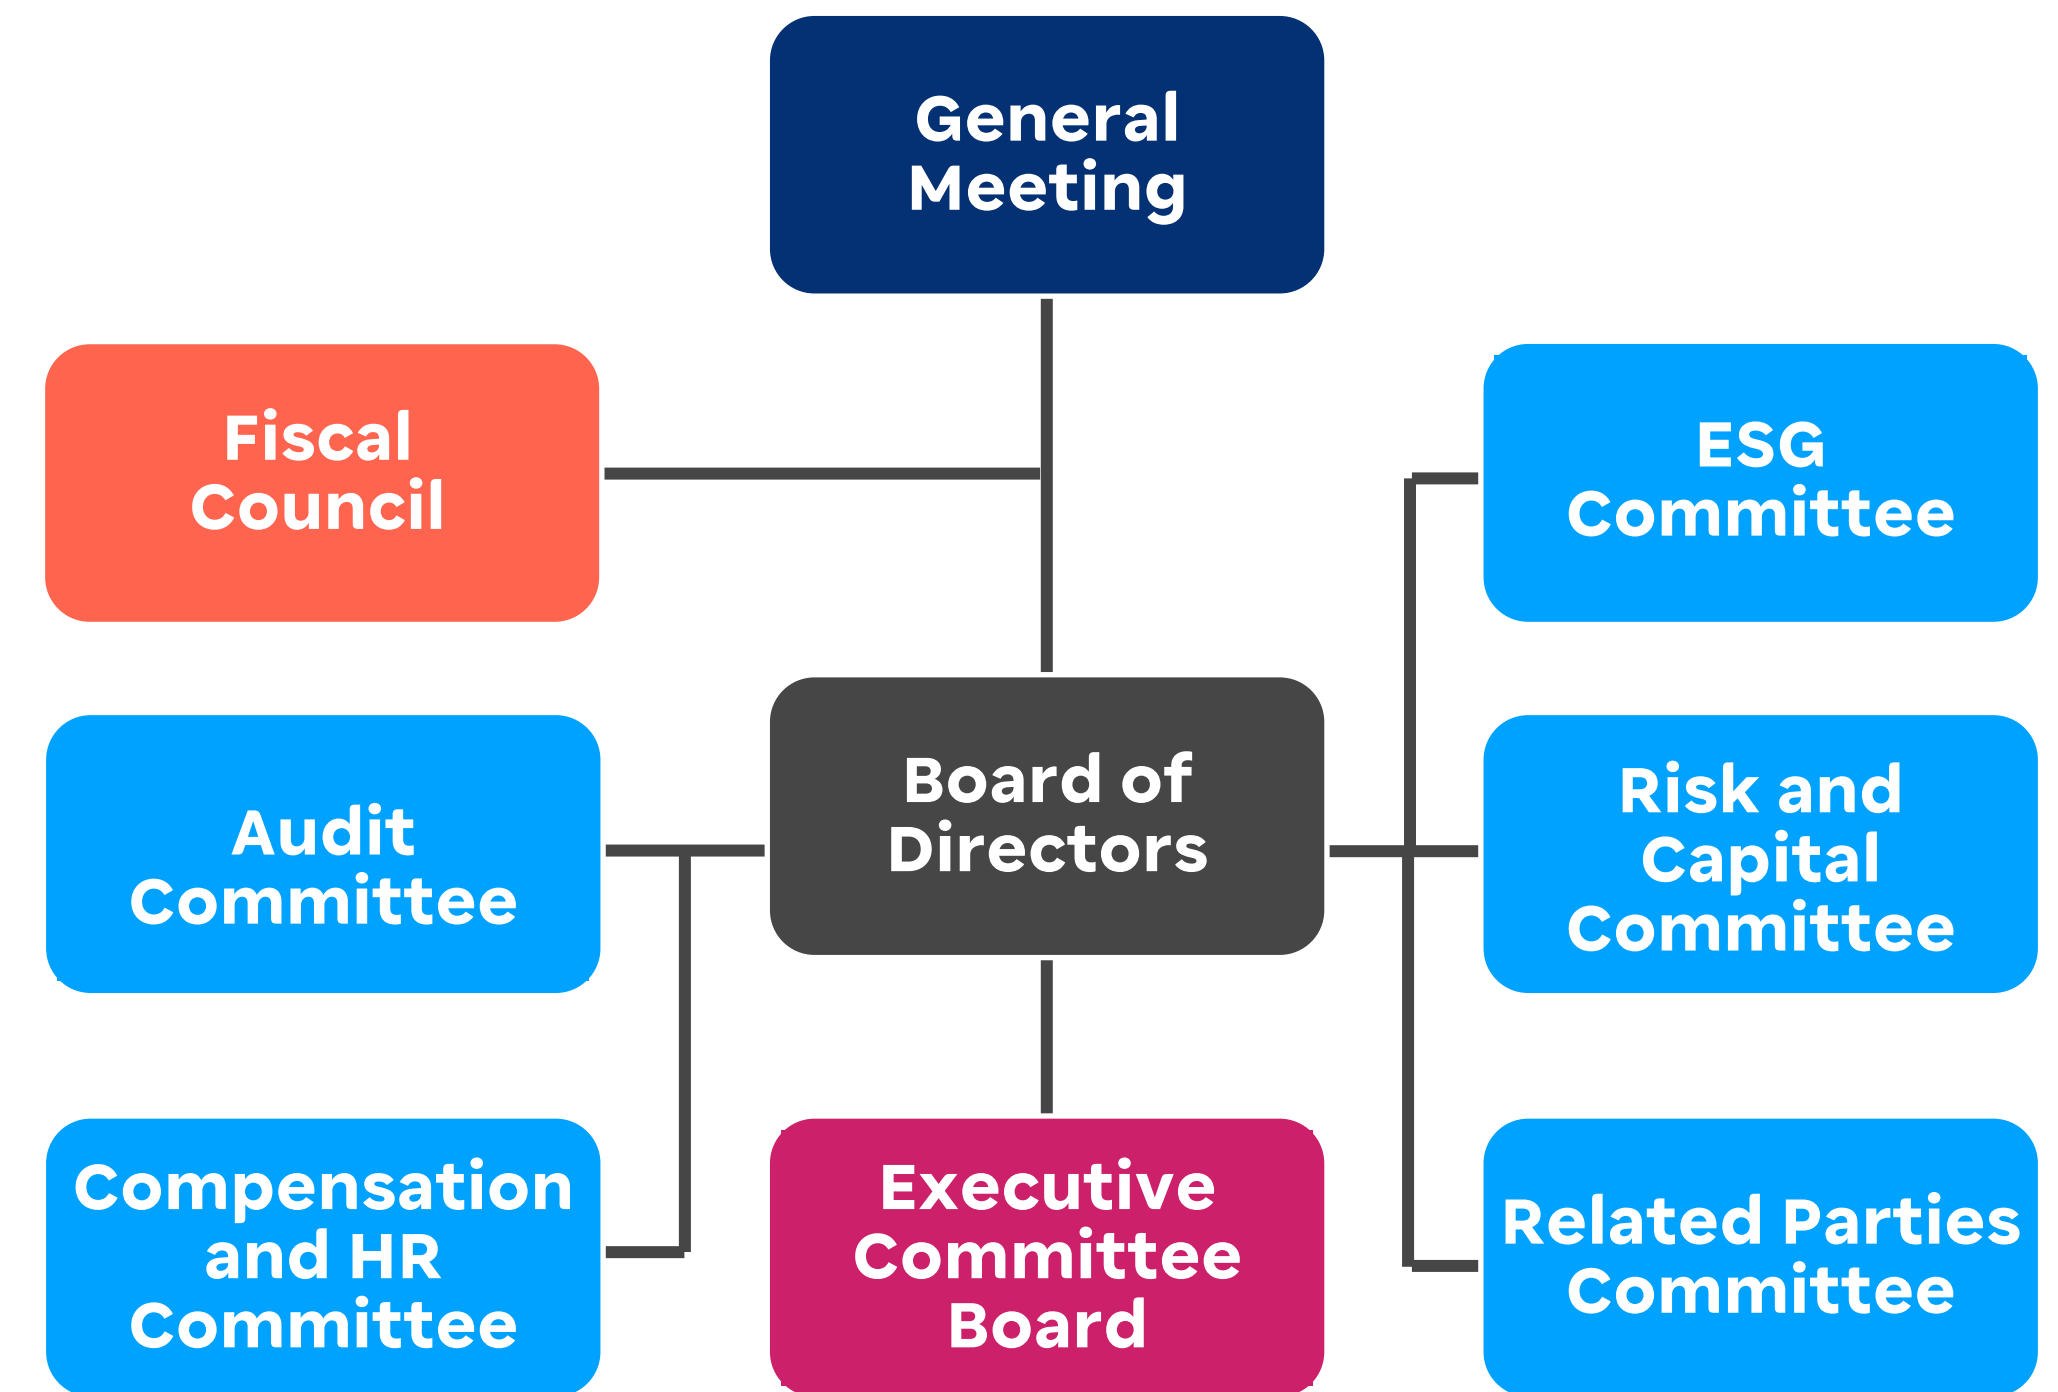 General
Meeting
Fiscal
Council
ESG
Committee
Board of
Directors
Audit
Committee
Risk and
Capital
Committee
Compensation
and HR
Committee
Executive
Committee
Board
Related Parties
Committee